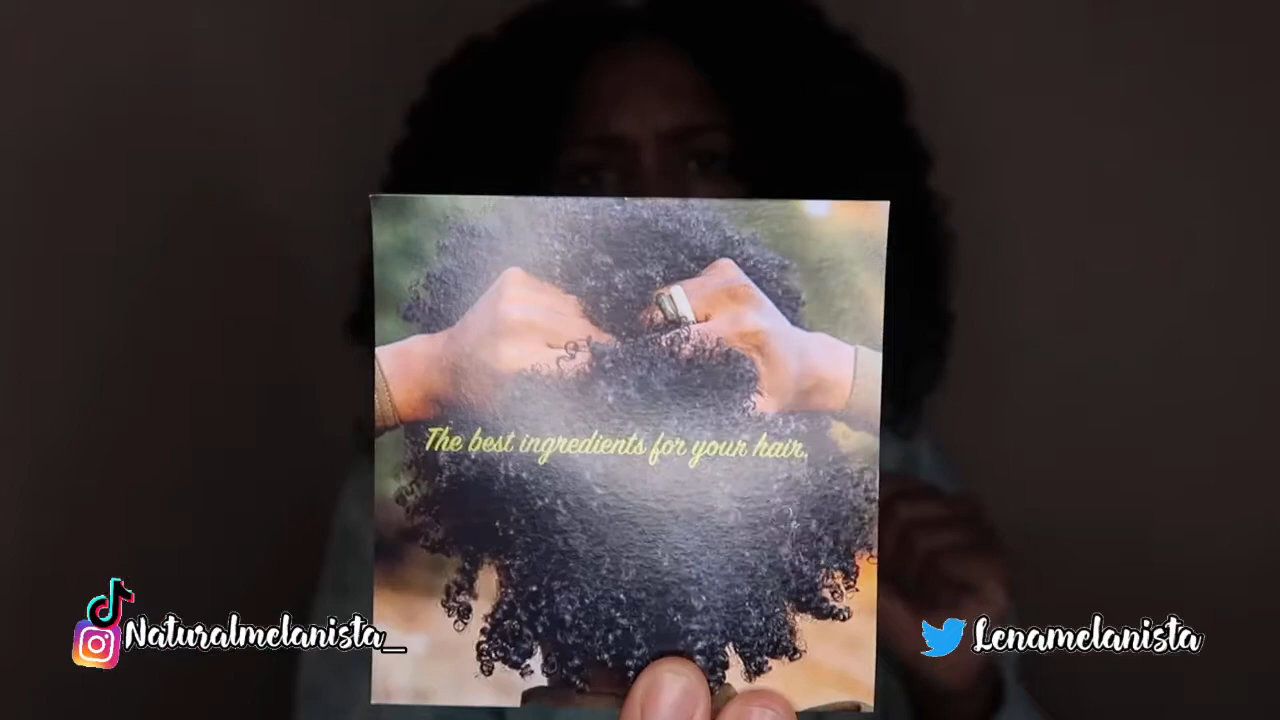 The best ingredients for your hair.
Naturalmelanista_
Lenamelanista